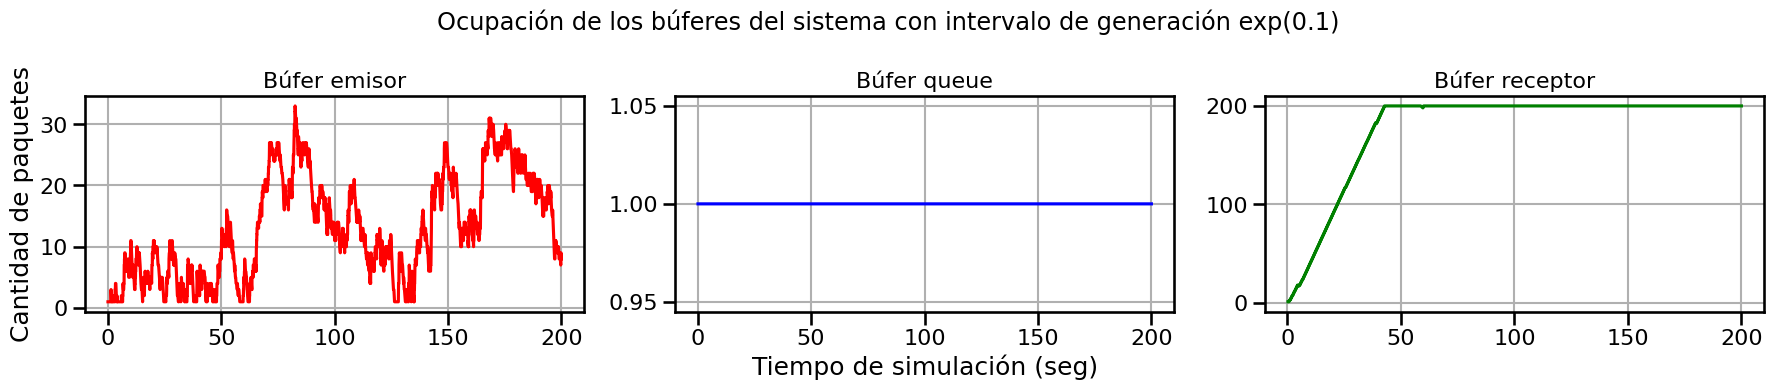 Ocupación de los búferes del sistema con intervalo de generación exp(0.1)
Búfer emisor
Búfer queue
Búfer receptor
Cantidad de paquetes
30
20
10
0
0 50 100 150 200
1.05
1.00
0.95
0 50 100 150 200
200
100
0
0 50 100 150 200
Tiempo de simulación (seg)